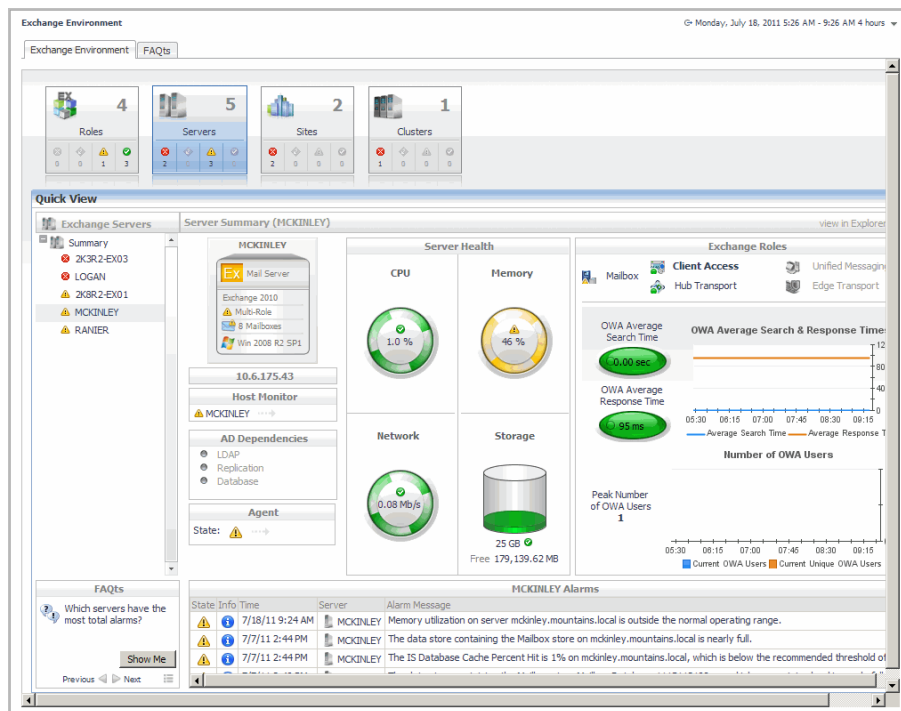 Exchange Environment
Monday, July 18, 2011 5:26 AM - 9:26 AM 4 hours
Exchange Environment FAQts
EX 4 5 2 1
Roles Servers Sites Clusters
0 0 1 3 2 0 3 0 2 0 0 0 1 0 0 0
Quick View
Exchange Servers
Summary
2K3R2-EX03
LOGAN
2K8R2-EX01
MCKINLEY
RANIER
Server Summary (MCKINLEY)
view in Explorer
MCKINLEY
Ex Mail Server
Exchange 2010
Multi-Role
8 Mailboxes
Win 2008 R2 SP1
10.6.175.43
Host Monitor
MCKINLEY
AD Dependencies
LDAP
Replication
Database
Agent
State:
Server Health
CPU Memory
1.0 % 46 %
Network Storage
0.08 Mb/s
25 GB
Free 179,139.62 MB
Exchange Roles
Mailbox
Client Access
Unified Messaging
Hub Transport
Edge Transport
OWA Average
Search Time
0.00 sec
OWA Average
Response Time
95 ms
OWA Average Search & Response Times
12
80
40
0
05:30 06:15 07:00 07:45 08:30 09:15
Average Search Time Average Response T
Number of OWA Users
Peak Number
of OWA Users
1
05:30 06:15 07:00 07:45 08:30 09:15
Current OWA Users Current Unique OWA Users
FAQts
Which servers have the
most total alarms?
Show Me
Previous Next
MCKINLEY Alarms
State Info Time Server Alarm Message
7/18/11 9:24 AM MCKINLEY Memory utilization on server mckinley.mountains.local is outside the normal operating range.
7/7/11 2:44 PM MCKINLEY The data store containing the Mailbox store on mckinley.mountains.local is nearly full.
7/7/11 2:44 PM MCKINLEY The IS Database Cache Percent Hit is 1% on mckinley.mountains.local, which is below the recommended threshold of